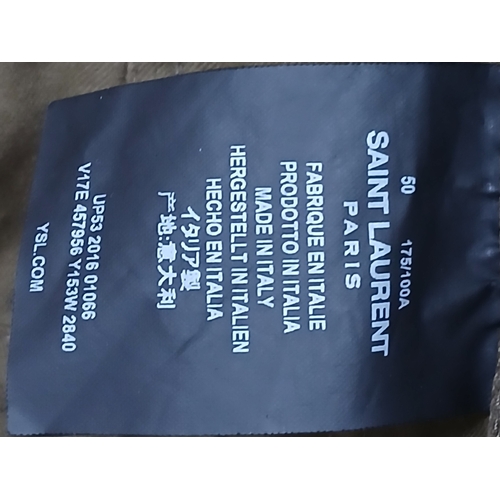 50 175/100A
SAINT LAURENT
PARIS
FABRIQUE EN ITALIE
PRODOTTO IN ITALIA
MADE IN ITALY
HERGESTELLT IN ITALIEN
HECHO EN ITALIA
イタリア製
产地:意大利
UP53 2016 01066
V17E 457956 Y153W 2840
YSL.COM